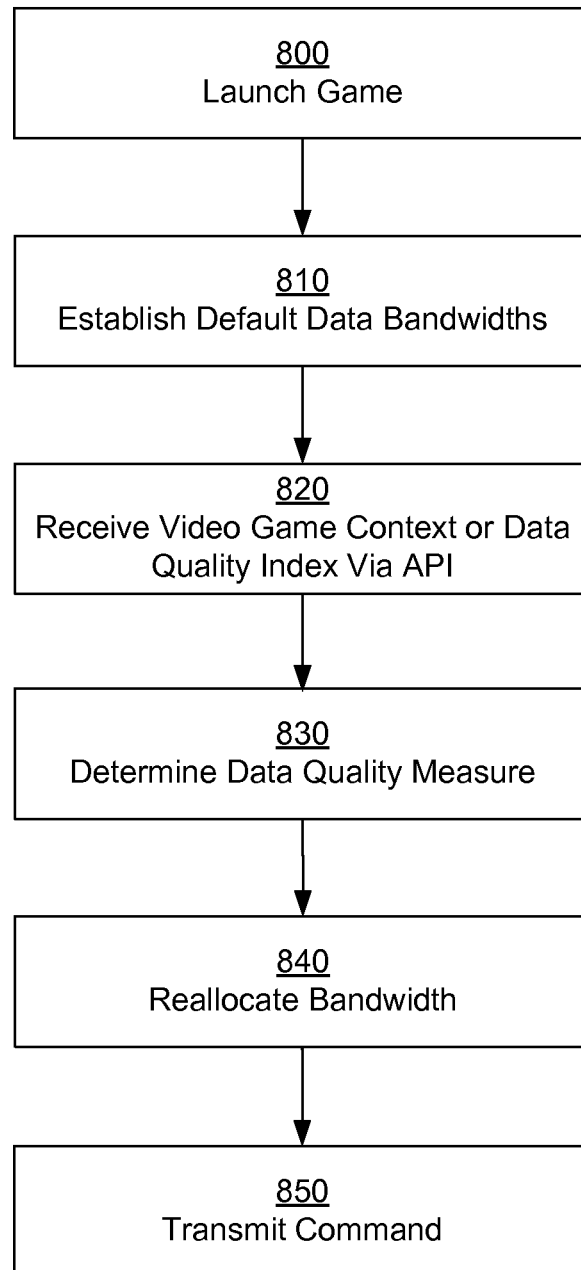 800
Launch Game
810
Establish Default Data Bandwidths
820
Receive Video Game Context or Data
Quality Index Via API
830
Determine Data Quality Measure
840
Reallocate Bandwidth
850
Transmit Command